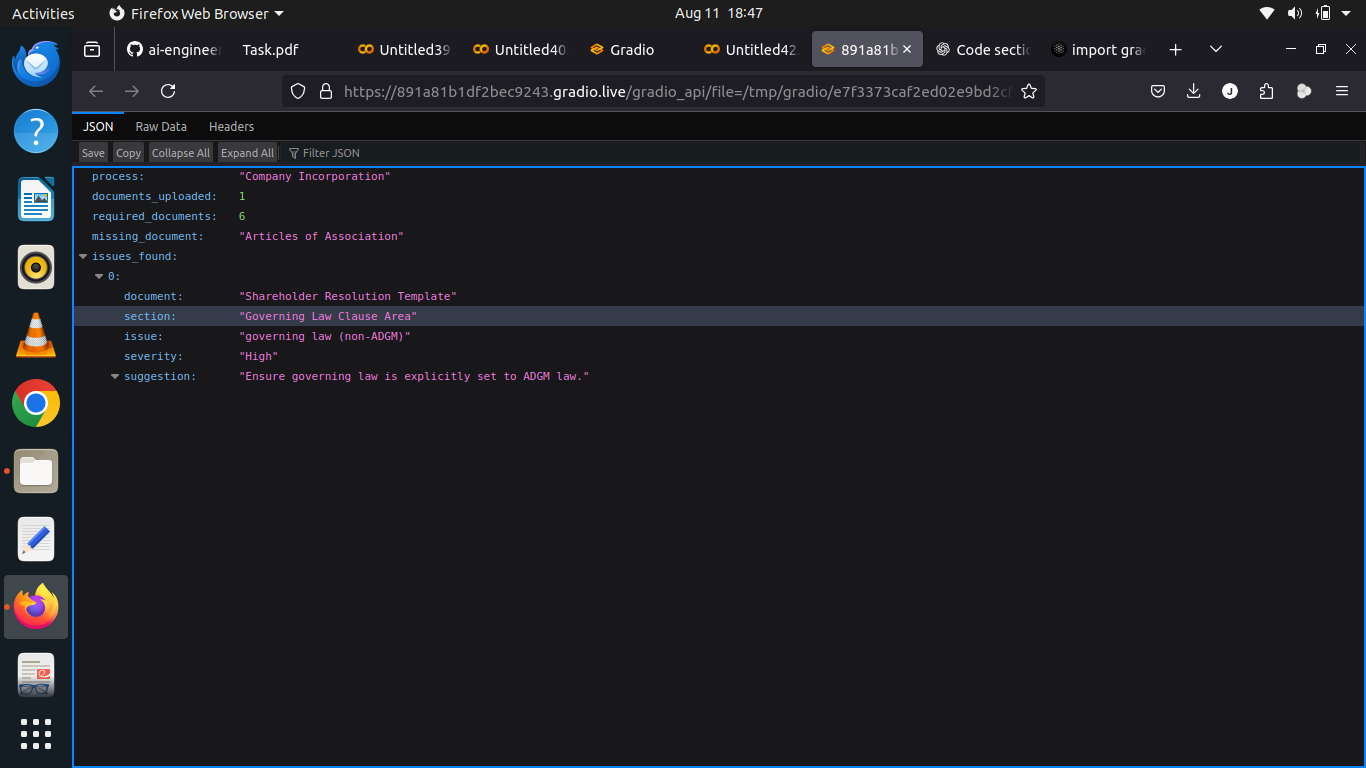 Activities Firefox Web Browser Aug 11 18:47
ai-engineer Task.pdf Untitled39 Untitled40. Gradio Untitled42. 891a81b Code sectio import gra
https://891a81b1df2bec9243.gradio.live/gradio_api/file=/tmp/gradio/e7f3373caf2ed02e9bd2cf
JSON Raw Data Headers
Save Copy Collapse All Expand All Filter JSON
process: "Company Incorporation"
documents_uploaded: 1
required_documents: 6
missing_document: "Articles of Association"
issues_found:
0:
document: "Shareholder Resolution Template"
section: "Governing Law Clause Area"
issue: "governing law (non-ADGM)"
severity: "High"
suggestion: "Ensure governing law is explicitly set to ADGM law."